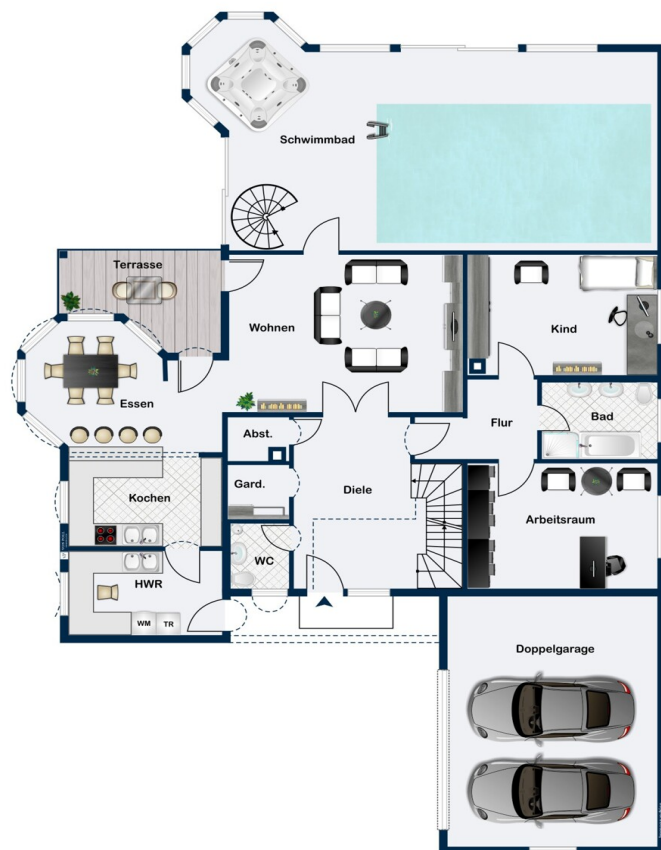 Schwimmbad
Terrasse
Wohnen
Kind
Essen
Abst.
Flur
Bad
Kochen
Gard.
Diele
Arbeitsraum
WC
HWR
WM
TR
Doppelgarage